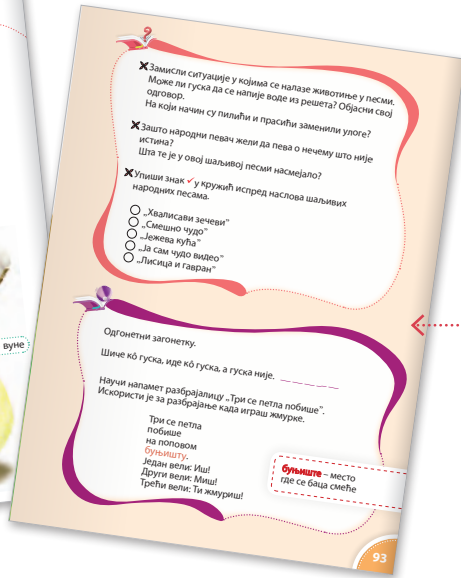 Замисли ситуације у којима се налазе животиње у песми.
Може ли гуска да се напије воде из решета? Објасни свој
одговор.
На који начин су пилићи и прасићи заменили улоге?
Зашто народни певач жели да пева о нечему што није
истина?
Шта те је у овој шаљивој песми насмејало?
Упиши знак ✓ у кружић испред наслова шаљивих
народних песама.
„Хвалисави зечеви”
„Смешно чудо”
„Јежева кућа”
„Ја сам чудо видео”
„Лисица и гавран”
вуне
Одгонетни загонетку.
Шиче кô гуска, иде кô гуска, а гуска није. __ __ __ __ __
Научи напамет разбрајалицу „Три се петла побише”.
Искористи је за разбрајање када играш жмурке.
Три се петла
побише
на поповом
буњишту.
Један вели: Иш!
Други вели: Миш!
Трећи вели: Ти жмуриш!
буњиште – место
где се баца смеће
93